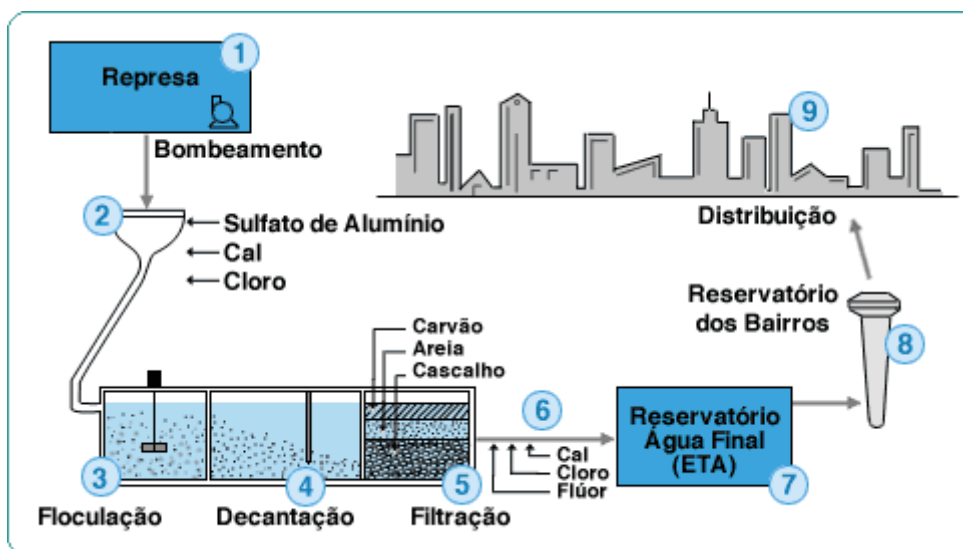 1
Represa
Bombeamento
2
Sulfato de Alumínio
Cal
Cloro
9
Distribuição
Reservatório
dos Bairros
8
Carvão
Areia
Cascalho
3
Floculação
4
Decantação
5
Filtração
6
Cal
Cloro
Flúor
Reservatório
Água Final
(ETA)
7